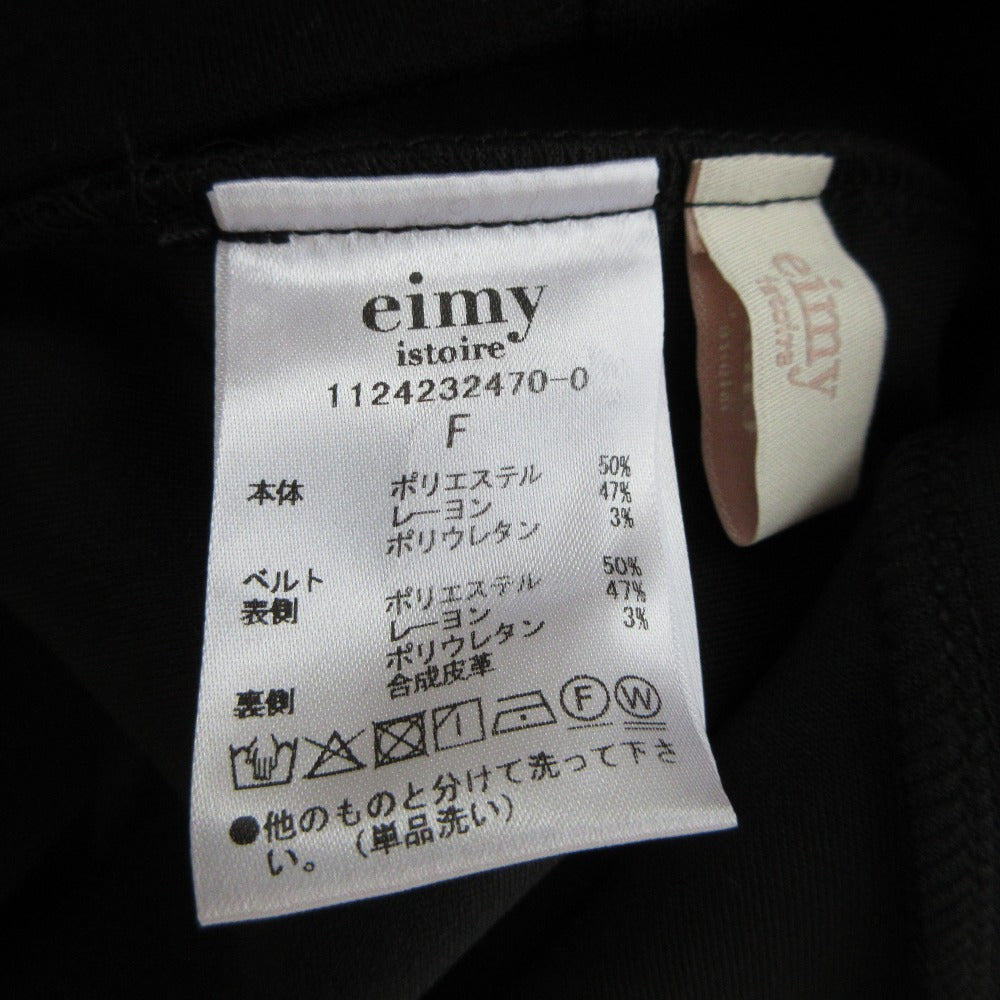 eimy
istoire
1124232470-0
F
本体 ポリエステル 50%
レーヨン 47%
ポリウレタン 3%
ベルト
表側 ポリエステル 50%
レーヨン 47%
ポリウレタン 3%
裏側 合成皮革
F W
●他のものと分けて洗って下さ
い。(単品洗い)
eimy
istoire